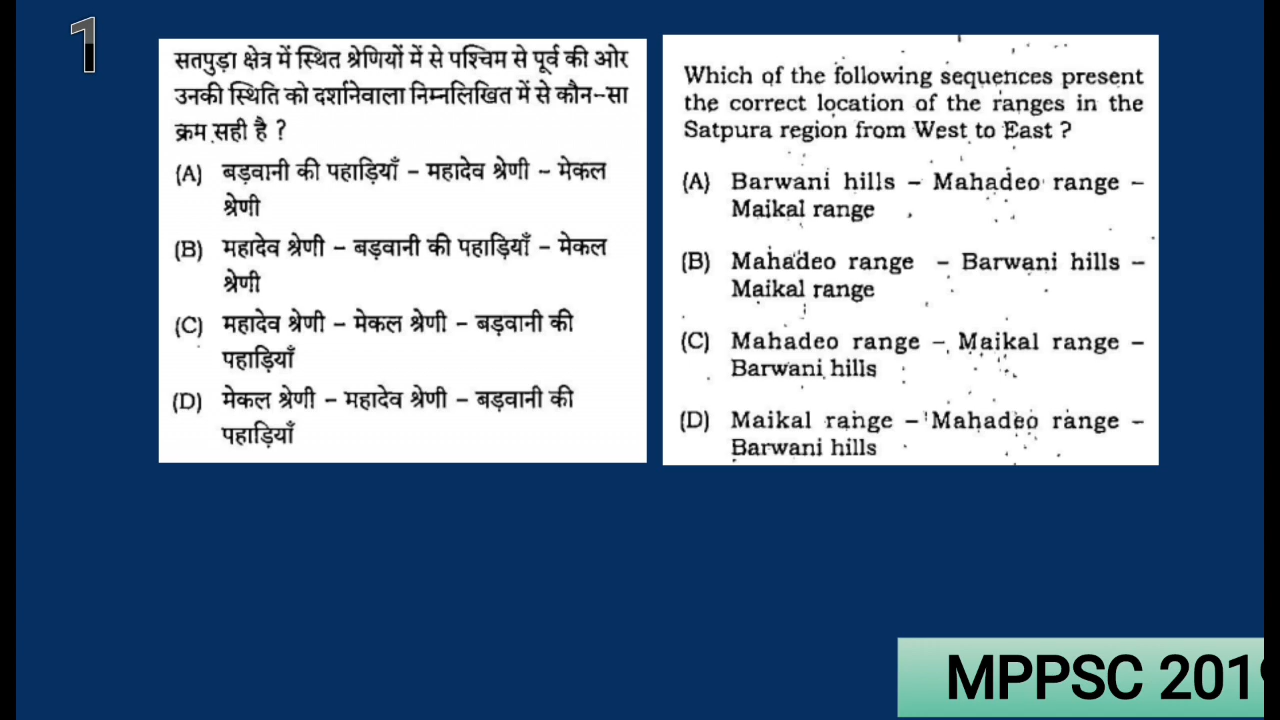 1
सतपुड़ा क्षेत्र में स्थित श्रेणियों में से पश्चिम से पूर्व की ओर
उनकी स्थिति को दर्शानेवाला निम्नलिखित में से कौन-सा
क्रम सही है ?
(A) बड़वानी की पहाड़ियाँ – महादेव श्रेणी – मेकल
श्रेणी
(B) महादेव श्रेणी – बड़वानी की पहाड़ियाँ – मेकल
श्रेणी
(C) महादेव श्रेणी – मेकल श्रेणी – बड़वानी की
पहाड़ियाँ
(D) मेकल श्रेणी – महादेव श्रेणी – बड़वानी की
पहाड़ियाँ
Which of the following sequences present
the correct location of the ranges in the
Satpura region from West to East ?
(A) Barwani hills – Mahadeo range –
Maikal range
(B) Mahadeo range – Barwani hills –
Maikal range
(C) Mahadeo range – Maikal range –
Barwani hills
(D) Maikal range – Mahadeo range –
Barwani hills
MPPSC 201